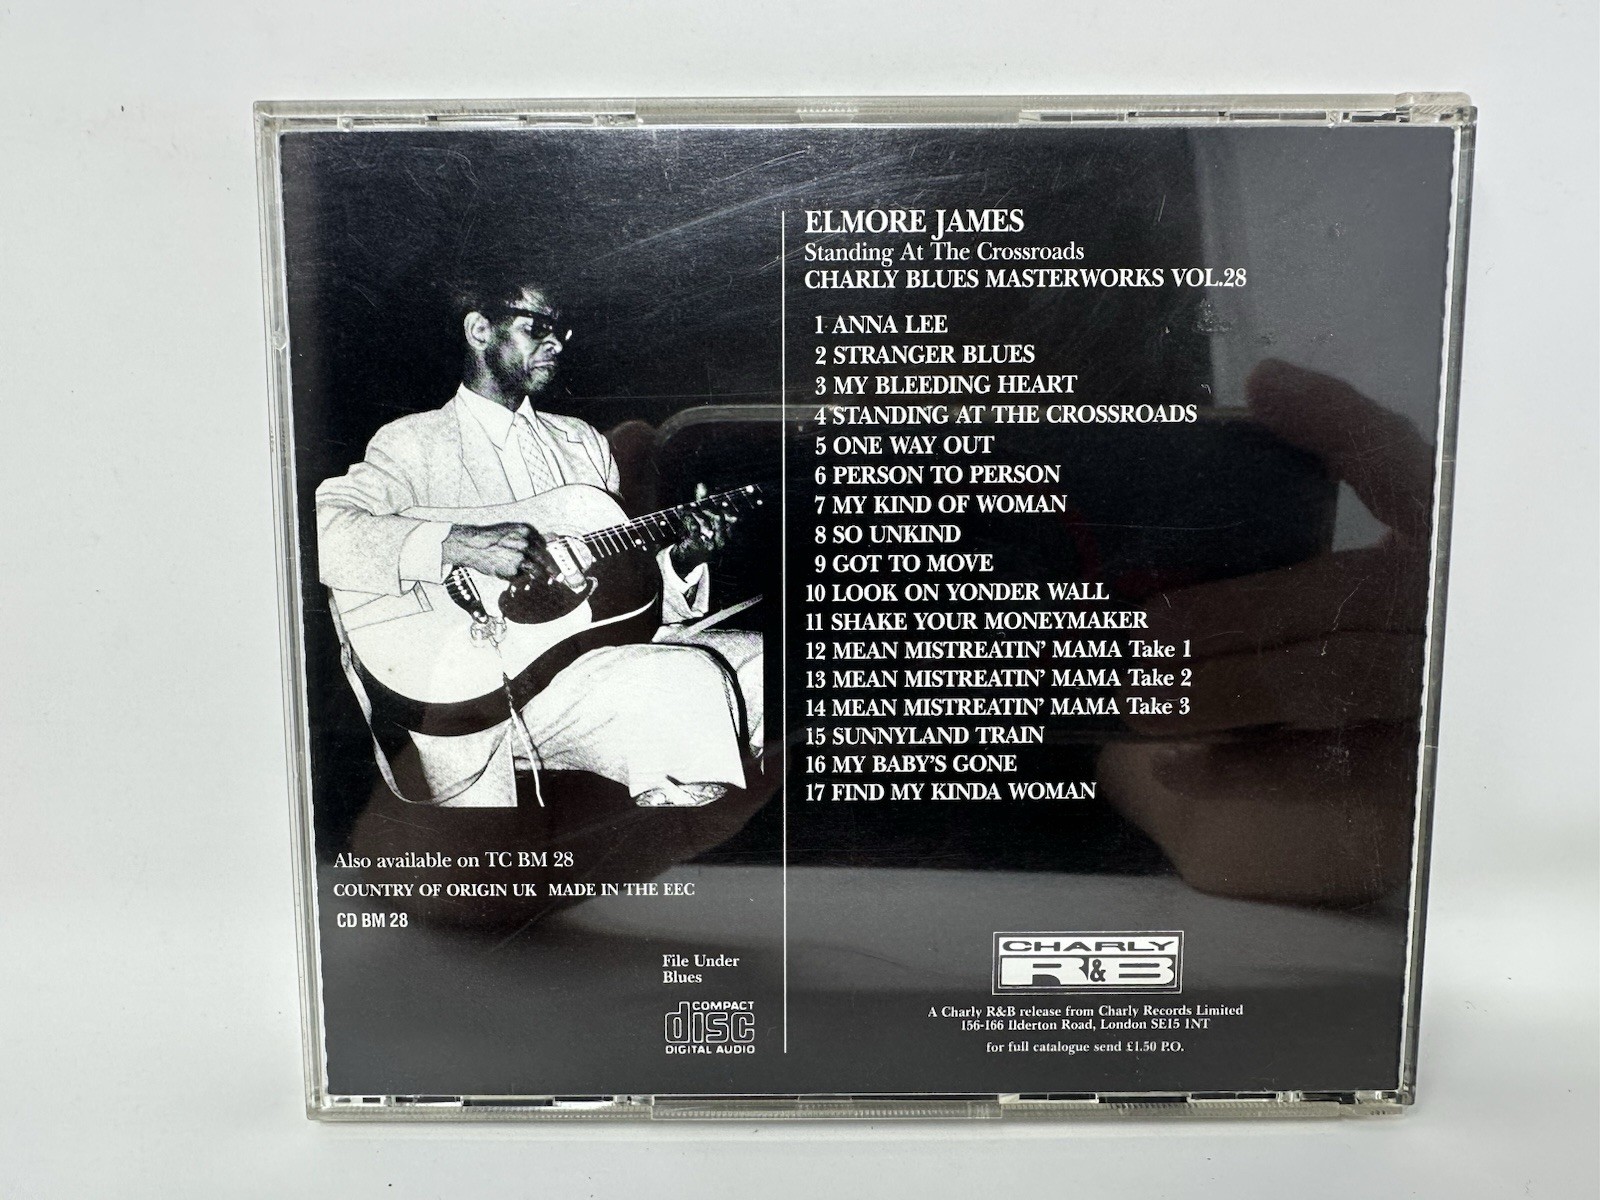 ELMORE JAMES
Standing At The Crossroads
CHARLY BLUES MASTERWORKS VOL.28
1 ANNA LEE
2 STRANGER BLUES
3 MY BLEEDING HEART
4 STANDING AT THE CROSSROADS
5 ONE WAY OUT
6 PERSON TO PERSON
7 MY KIND OF WOMAN
8 SO UNKIND
9 GOT TO MOVE
10 LOOK ON YONDER WALL
11 SHAKE YOUR MONEYMAKER
12 MEAN MISTREATIN' MAMA Take 1
13 MEAN MISTREATIN' MAMA Take 2
14 MEAN MISTREATIN' MAMA Take 3
15 SUNNYLAND TRAIN
16 MY BABY'S GONE
17 FIND MY KINDA WOMAN
Also available on TC BM 28
COUNTRY OF ORIGIN UK MADE IN THE EEC
CD BM 28
File Under
Blues
COMPACT
disc
DIGITAL AUDIO
CHARLY
R&B
A Charly R&B release from Charly Records Limited
156-166 Ilderton Road, London SE15 1NT
for full catalogue send £1.50 P.O.